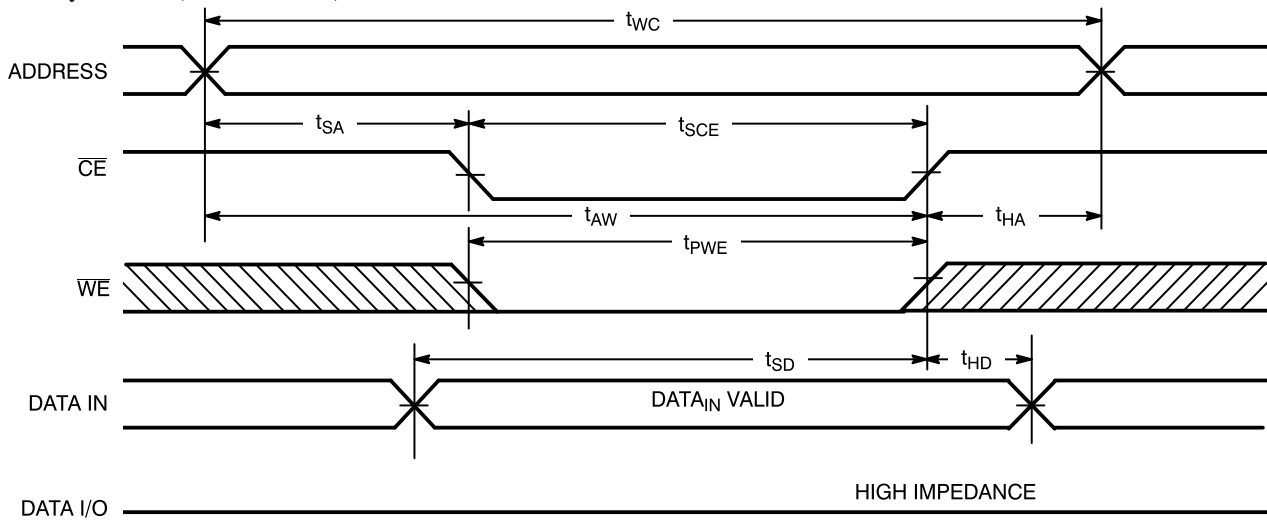 tWC
ADDRESS
tSA
tSCE
CE
tAW
tHA
tPWE
WE
tSD
tHD
DATA IN
DATAIN VALID
HIGH IMPEDANCE
DATA I/O